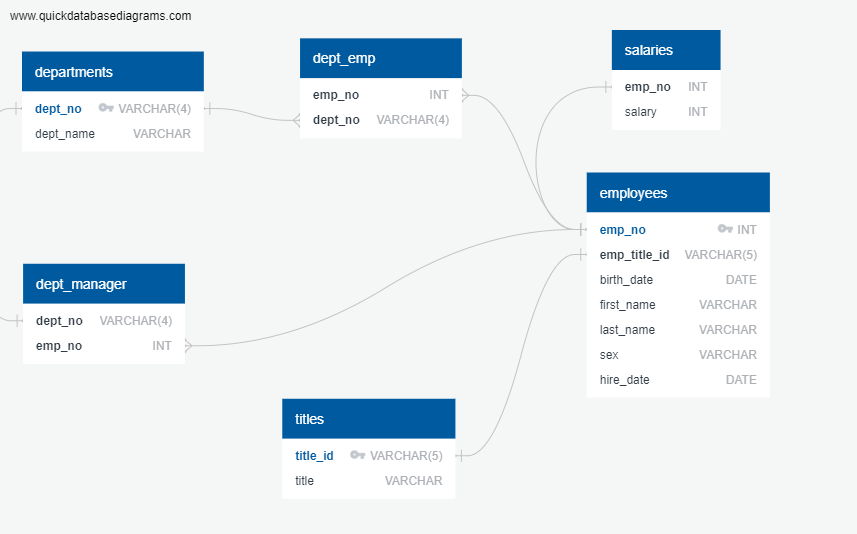 www.quickdatabasediagrams.com
departments
dept_no VARCHAR(4)
dept_name VARCHAR
dept_emp
emp_no INT
dept_no VARCHAR(4)
salaries
emp_no INT
salary INT
employees
emp_no INT
emp_title_id VARCHAR(5)
birth_date DATE
first_name VARCHAR
last_name VARCHAR
sex VARCHAR
hire_date DATE
dept_manager
dept_no VARCHAR(4)
emp_no INT
titles
title_id VARCHAR(5)
title VARCHAR